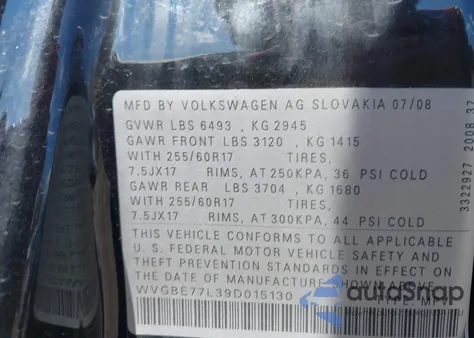 MFD BY VOLKSWAGEN AG SLOVAKIA 07/08
GVWR LBS 6493 , KG 2945
GAWR FRONT LBS 3120 , KG 1415
WITH 255/60R17 TIRES,
7.5JX17 RIMS, AT 250KPA, 36 PSI COLD
GAWR REAR LBS 3704 , KG 1680
WITH 255/60R17 TIRES,
7.5JX17 RIMS, AT 300KPA, 44 PSI COLD
THIS VEHICLE CONFORMS TO ALL APPLICABLE
U. S. FEDERAL MOTOR VEHICLE SAFETY AND
THEFT PREVENTION STANDARDS IN EFFECT ON
THE DATE OF MANUFACTURE SHOWN ABOVE
WVGBE77L39D015130 TYPE: MPV
3322927 2008 37
autoSnap